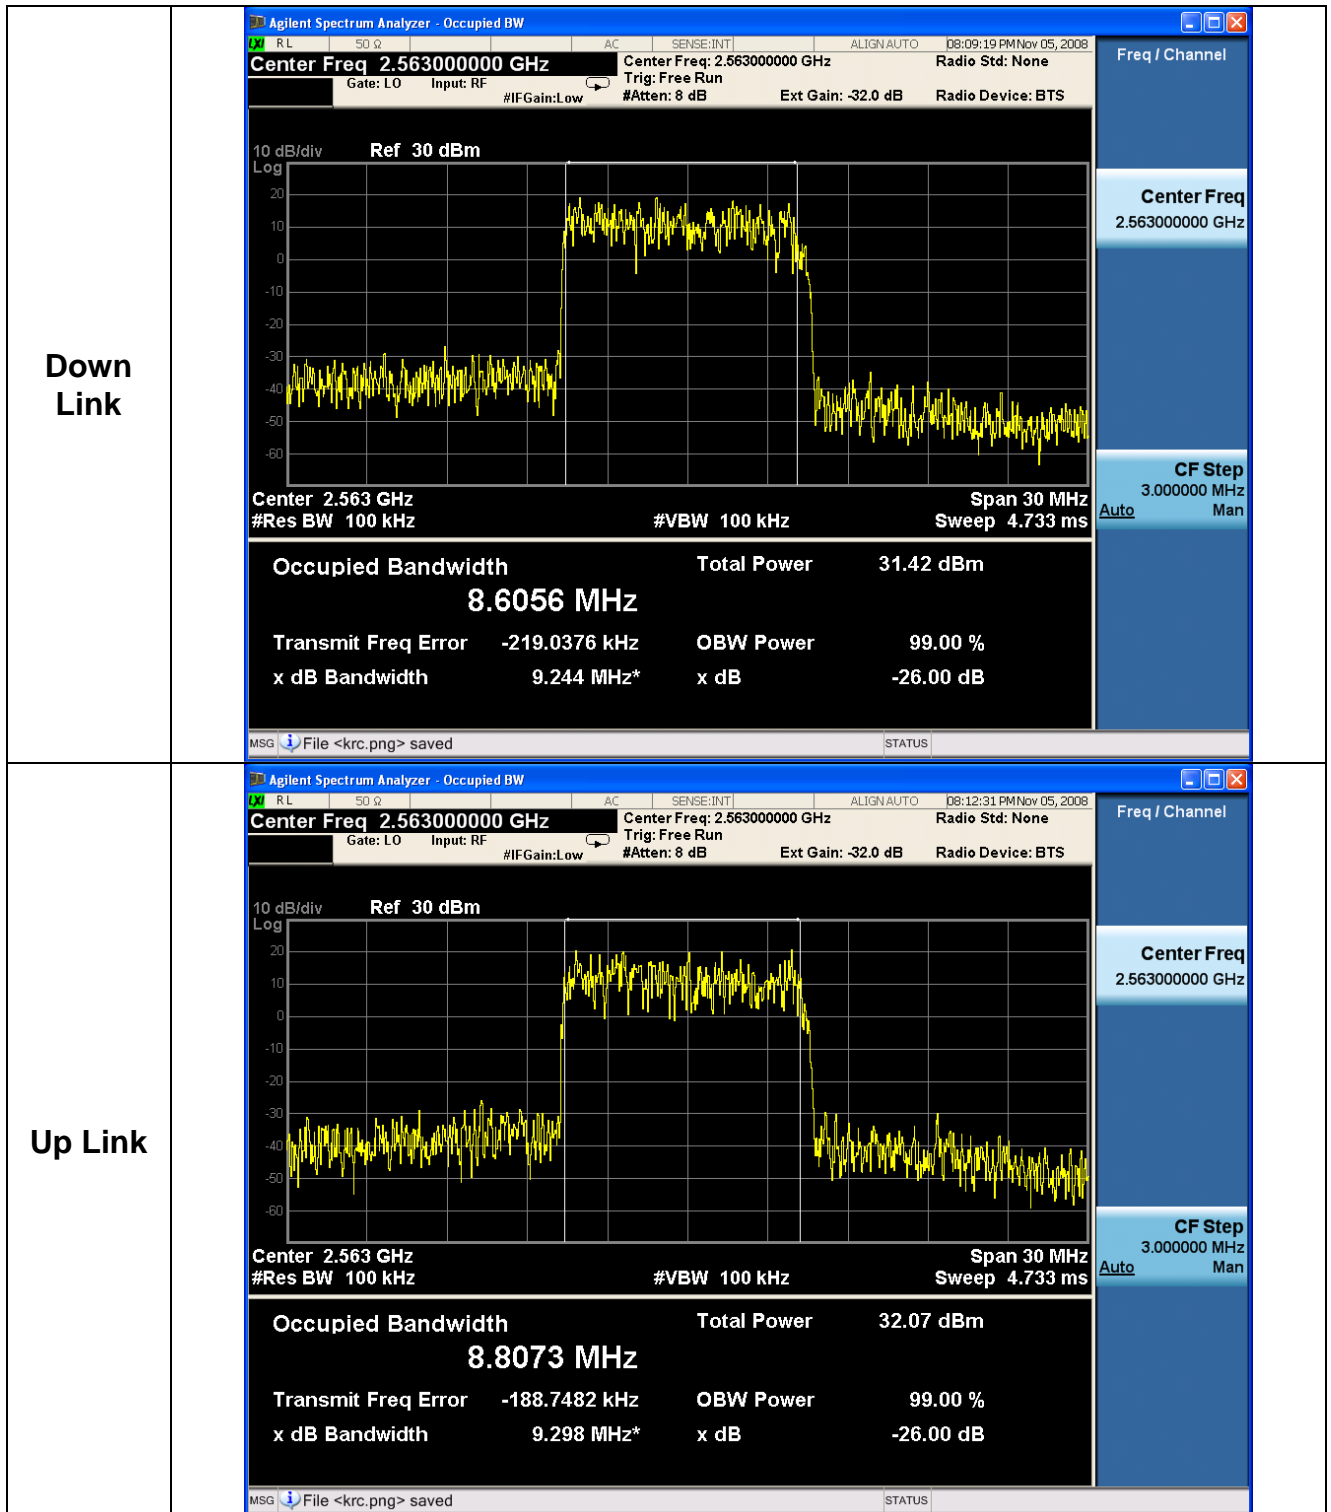 Down
Link
Agilent Spectrum Analyzer - Occupied BW
LXI RL 50 Ω AC SENSE:INT ALIGN AUTO 08:09:19 PM Nov 05, 2008
Center Freq 2.563000000 GHz
Center Freq: 2.563000000 GHz Radio Std: None
Gate: LO Input: RF Trig: Free Run
#IFGain:Low #Atten: 8 dB Ext Gain: -32.0 dB Radio Device: BTS
10 dB/div Ref 30 dBm
Log
20
10
0
-10
-20
-30
-40
-50
-60
Center 2.563 GHz Span 30 MHz
#Res BW 100 kHz #VBW 100 kHz Sweep 4.733 ms
Occupied Bandwidth Total Power 31.42 dBm
8.6056 MHz
Transmit Freq Error -219.0376 kHz OBW Power 99.00 %
x dB Bandwidth 9.244 MHz* x dB -26.00 dB
MSG File <krc.png> saved STATUS
Freq / Channel
Center Freq
2.563000000 GHz
CF Step
3.000000 MHz
Auto Man
Up Link
Agilent Spectrum Analyzer - Occupied BW
LXI RL 50 Ω AC SENSE:INT ALIGN AUTO 08:12:31 PM Nov 05, 2008
Center Freq 2.563000000 GHz
Center Freq: 2.563000000 GHz Radio Std: None
Gate: LO Input: RF Trig: Free Run
#IFGain:Low #Atten: 8 dB Ext Gain: -32.0 dB Radio Device: BTS
10 dB/div Ref 30 dBm
Log
20
10
0
-10
-20
-30
-40
-50
-60
Center 2.563 GHz Span 30 MHz
#Res BW 100 kHz #VBW 100 kHz Sweep 4.733 ms
Occupied Bandwidth Total Power 32.07 dBm
8.8073 MHz
Transmit Freq Error -188.7482 kHz OBW Power 99.00 %
x dB Bandwidth 9.298 MHz* x dB -26.00 dB
MSG File <krc.png> saved STATUS
Freq / Channel
Center Freq
2.563000000 GHz
CF Step
3.000000 MHz
Auto Man